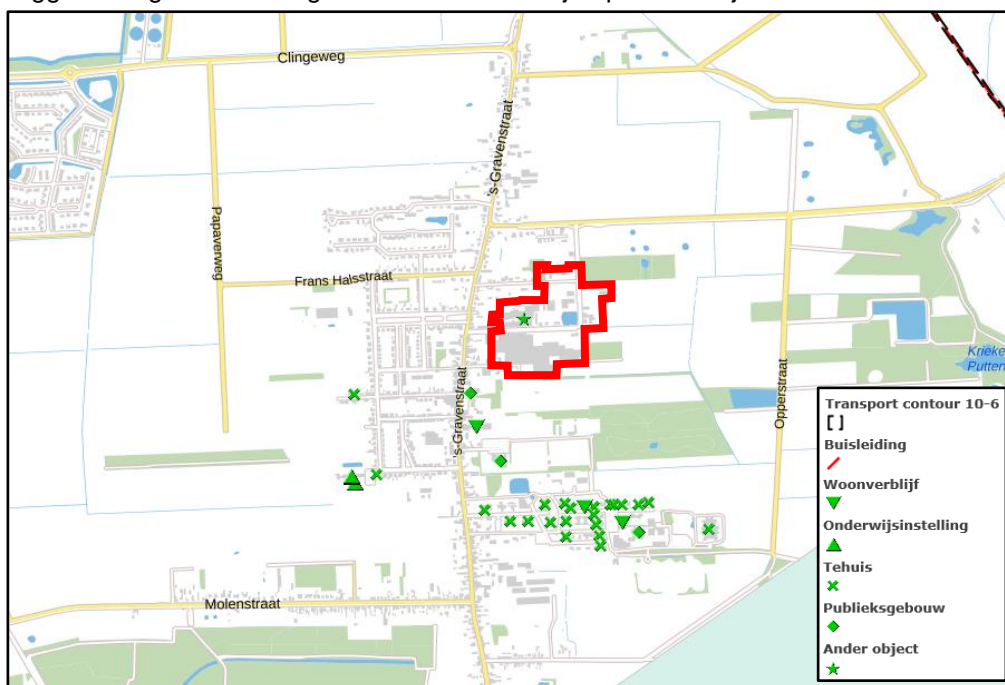 Clingeweg
's-Gravenstraat
Papaverweg
Frans Halsstraat
's-Gravenstraat
Opperstraat
Krieke
Putten
Molenstraat
Transport contour 10-6
[ ]
Buisleiding
Woonverblijf
Onderwijsinstelling
Tehuis
Publieksgebouw
Ander object